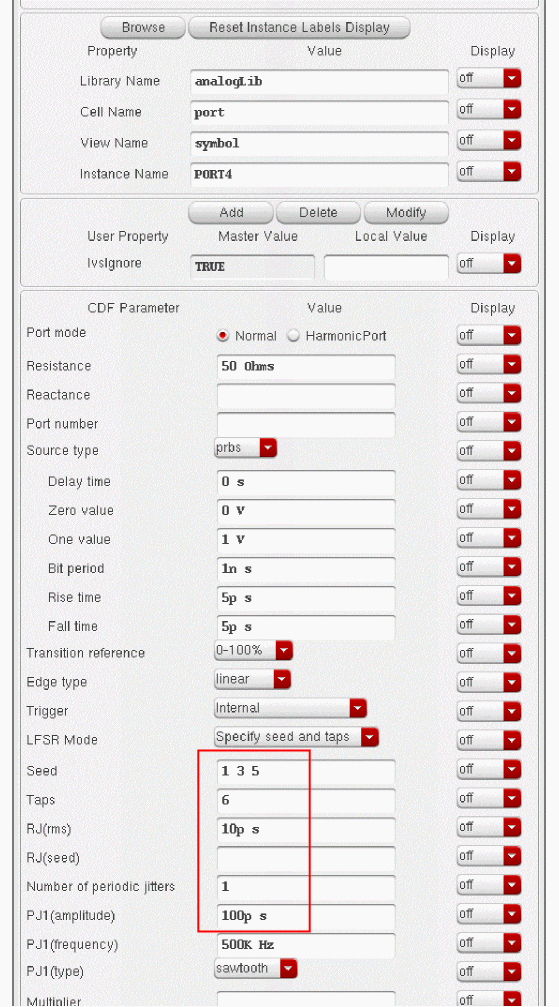 Browse Reset Instance Labels Display
Property Value Display
Library Name analogLib off
Cell Name port off
View Name symbol off
Instance Name PORT4 off
Add Delete Modify
User Property Master Value Local Value Display
lvsIgnore TRUE off
CDF Parameter Value Display
Port mode Normal HarmonicPort off
Resistance 50 Ohms off
Reactance off
Port number off
Source type prbs off
Delay time 0 s off
Zero value 0 V off
One value 1 V off
Bit period 1n s off
Rise time 5p s off
Fall time 5p s off
Transition reference 0-100% off
Edge type linear off
Trigger Internal off
LFSR Mode Specify seed and taps off
Seed 1 3 5 off
Taps 6 off
RJ(rms) 10p s off
RJ(seed) off
Number of periodic jitters 1 off
PJ1(amplitude) 100p s off
PJ1(frequency) 500K Hz off
PJ1(type) sawtooth off
Multiplier off